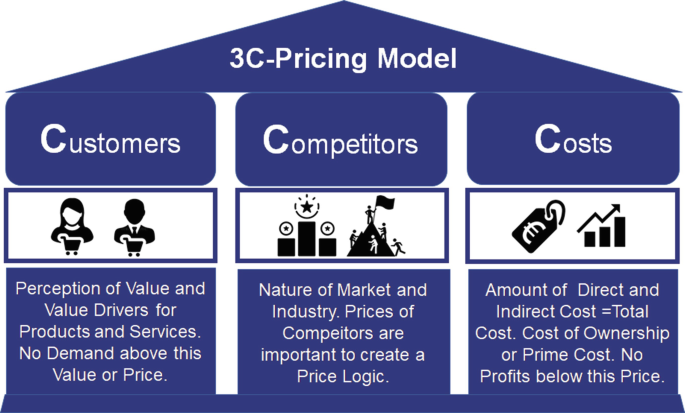 3C-Pricing Model
Customers
Competitors
Costs
€
Perception of Value and
Value Drivers for
Products and Services.
No Demand above this
Value or Price.
Nature of Market and
Industry. Prices of
Compeitors are
important to create a
Price Logic.
Amount of Direct and
Indirect Cost =Total
Cost. Cost of Ownership
or Prime Cost. No
Profits below this Price.